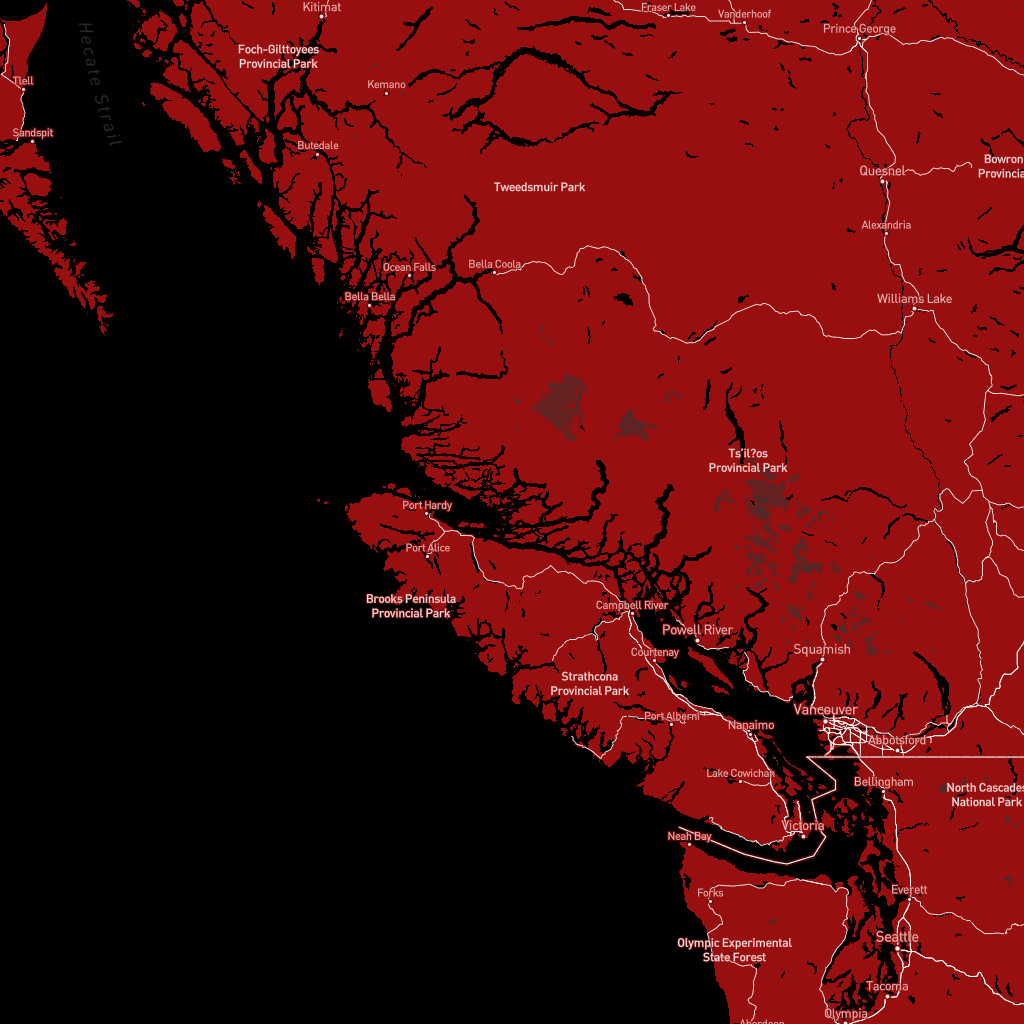 Kitimat
Fraser Lake
Vanderhoof
Prince George
Foch-Gilttoyees
Provincial Park
Hecate Strait
Tlell
Kemano
Sandspit
Butedale
Bowron
Provincia
Quesnel
Tweedsmuir Park
Alexandria
Ocean Falls
Bella Coola
Bella Bella
Williams Lake
Ts'il?os
Provincial Park
Port Hardy
Port Alice
Brooks Peninsula
Provincial Park
Campbell River
Powell River
Courtenay
Squamish
Strathcona
Provincial Park
Port Alberni
Vancouver
Nanaimo
Abbotsford
Lake Cowichan
Bellingham
North Cascades
National Park
Victoria
Neah Bay
Forks
Everett
Olympic Experimental
State Forest
Seattle
Tacoma
Olympia
Aberdeen